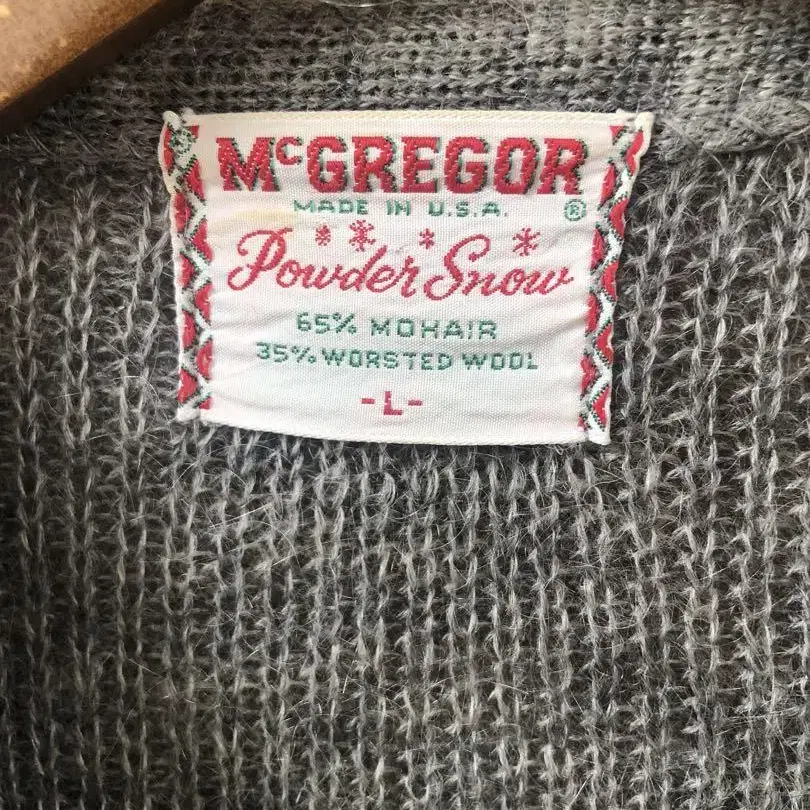 McGREGOR
MADE IN U.S.A. ®
Powder Snow
65% MOHAIR
35% WORSTED WOOL
-L-